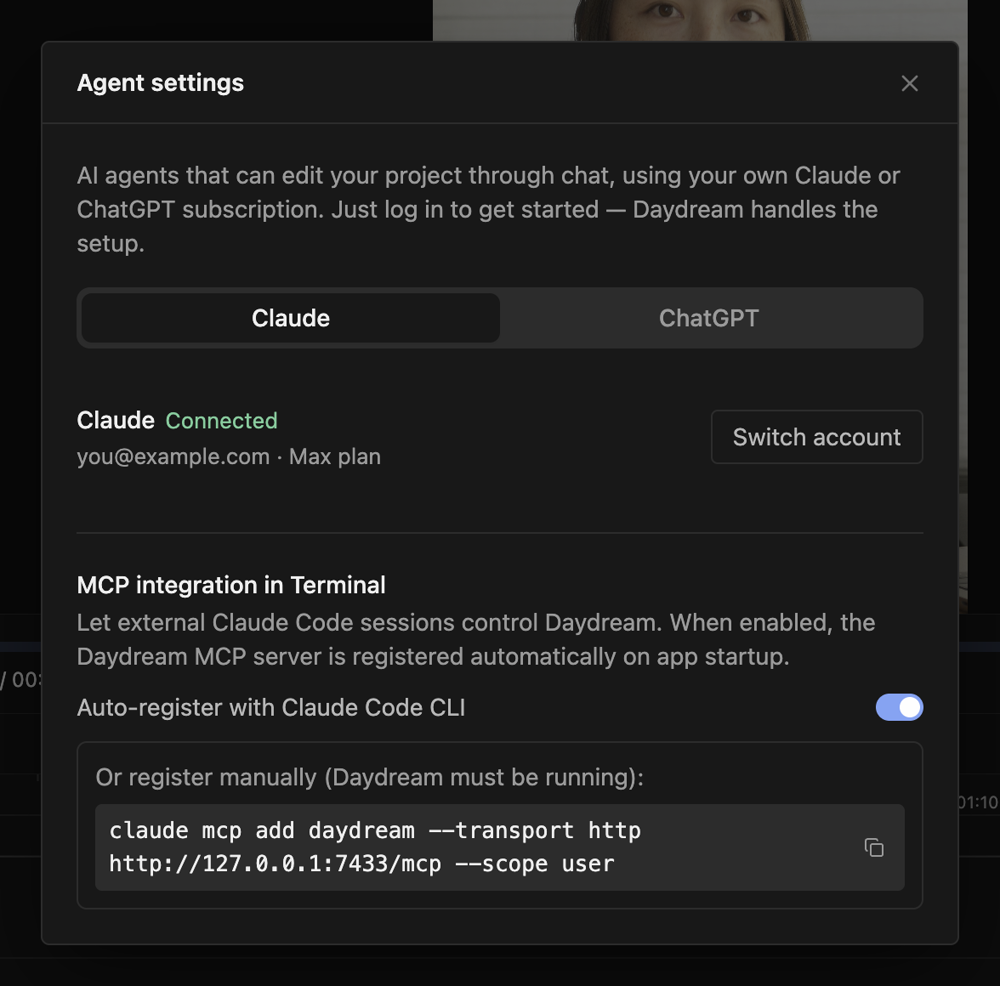 Agent settings
AI agents that can edit your project through chat, using your own Claude or
ChatGPT subscription. Just log in to get started — Daydream handles the
setup.
Claude
ChatGPT
Claude Connected
Switch account
you@example.com · Max plan
MCP integration in Terminal
Let external Claude Code sessions control Daydream. When enabled, the
Daydream MCP server is registered automatically on app startup.
/ 00:
Auto-register with Claude Code CLI
Or register manually (Daydream must be running):
01:10
claude mcp add daydream --transport http
http://127.0.0.1:7433/mcp --scope user